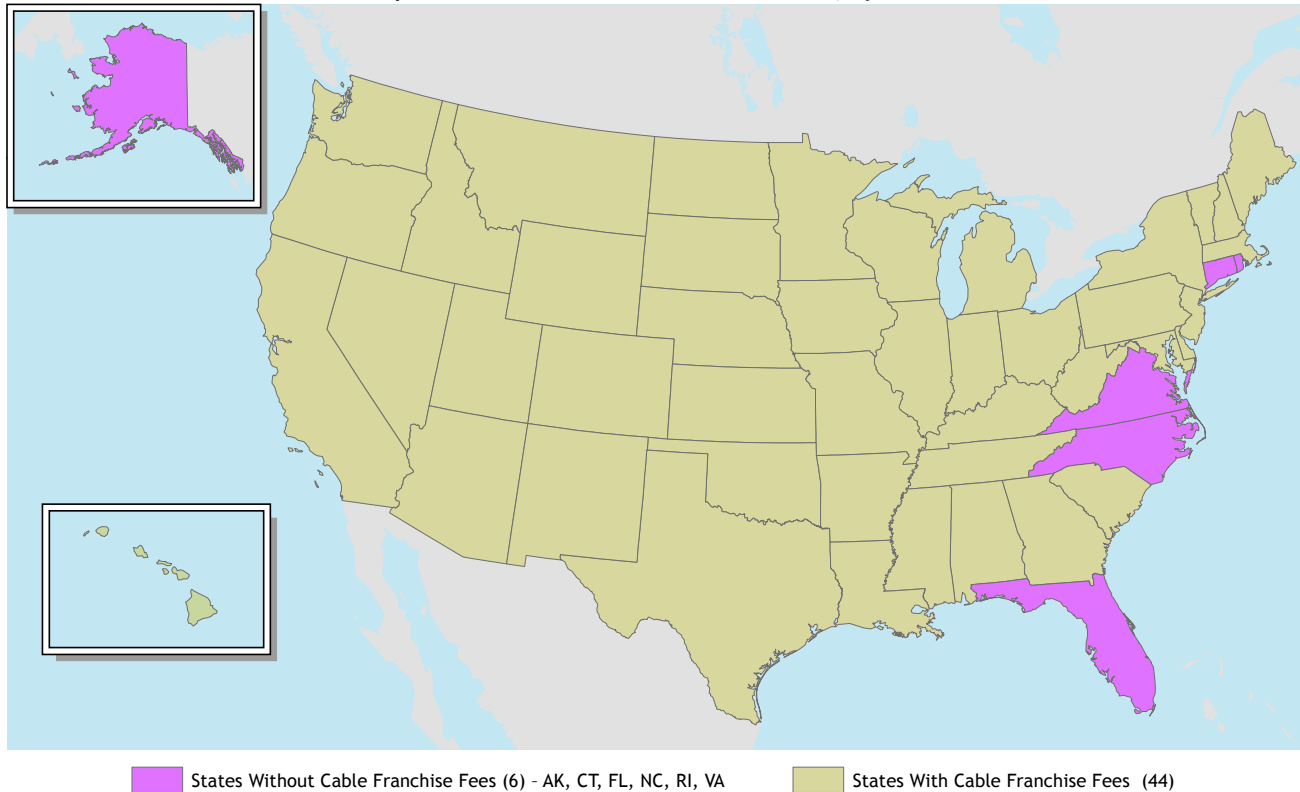 States Without Cable Franchise Fees (6) - AK, CT, FL, NC, RI, VA
States With Cable Franchise Fees (44)